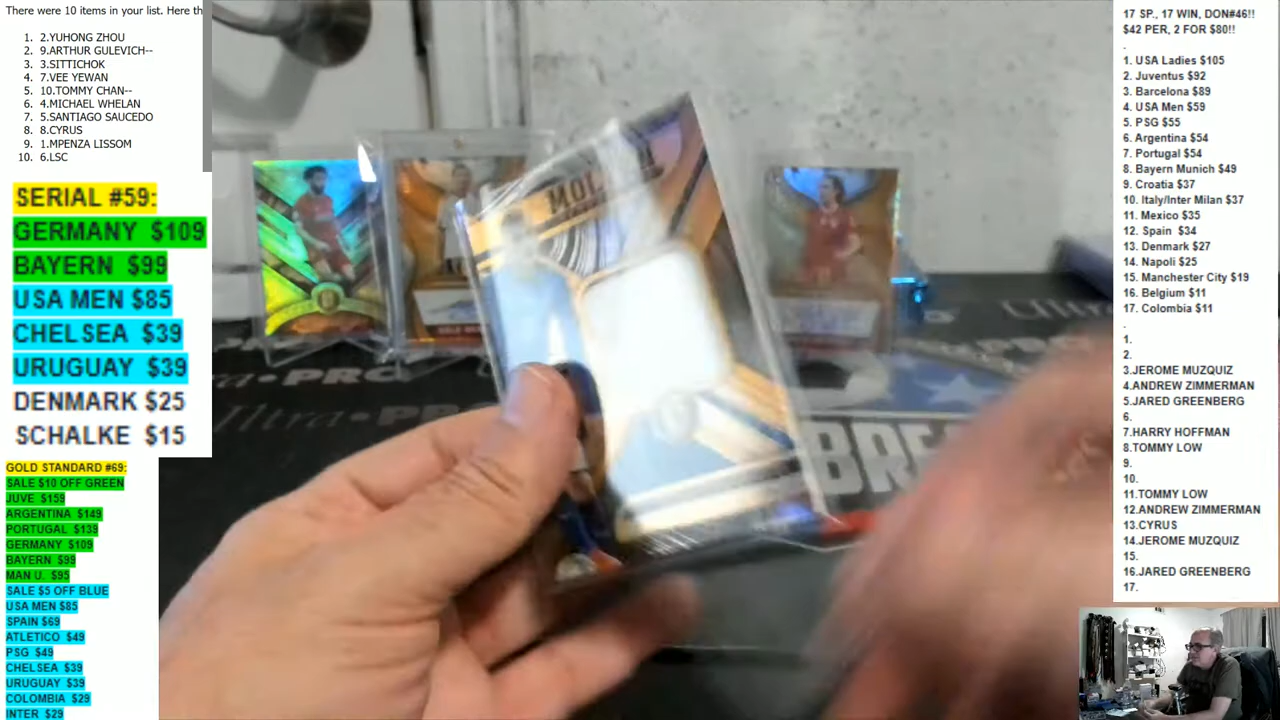 There were 10 items in your list. Here th
1. 2.YUHONG ZHOU
2. 9.ARTHUR GULEVICH--
3. 3.SITTICHOK
4. 7.VEE YEWAN
5. 10.TOMMY CHAN--
6. 4.MICHAEL WHELAN
7. 5.SANTIAGO SAUCEDO
8. 8.CYRUS
9. 1.MPENZA LISSOM
10. 6.LSC
SERIAL #59:
GERMANY $109
BAYERN $99
USA MEN $85
CHELSEA $39
URUGUAY $39
DENMARK $25
SCHALKE $15
GOLD STANDARD #69:
SALE $10 OFF GREEN
JUVE $159
ARGENTINA $149
PORTUGAL $139
GERMANY $109
BAYERN $99
MAN U. $95
SALE $5 OFF BLUE
USA MEN $85
SPAIN $69
ATLETICO $49
PSG $49
CHELSEA $39
URUGUAY $39
COLOMBIA $29
INTER $29
PRO
BRE
17 SP., 17 WIN, DON#46!!
$42 PER, 2 FOR $80!!
.
1. USA Ladies $105
2. Juventus $92
3. Barcelona $89
4. USA Men $59
5. PSG $55
6. Argentina $54
7. Portugal $54
8. Bayern Munich $49
9. Croatia $37
10. Italy/Inter Milan $37
11. Mexico $35
12. Spain $34
13. Denmark $27
14. Napoli $25
15. Manchester City $19
16. Belgium $11
17. Colombia $11
.
1.
2.
3.JEROME MUZQUIZ
4.ANDREW ZIMMERMAN
5.JARED GREENBERG
6.
7.HARRY HOFFMAN
8.TOMMY LOW
9.
10.
11.TOMMY LOW
12.ANDREW ZIMMERMAN
13.CYRUS
14.JEROME MUZQUIZ
15.
16.JARED GREENBERG
17.